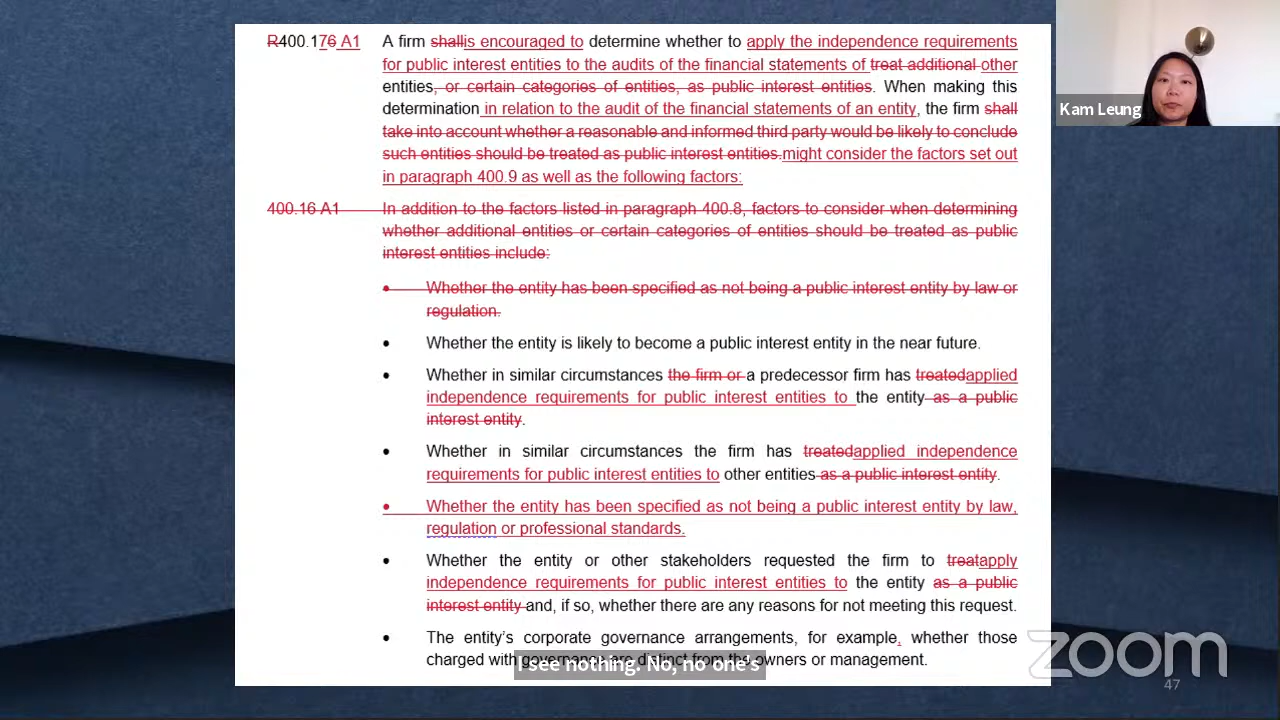 R400.176 A1 A firm shallis encouraged to determine whether to apply the independence requirements
for public interest entities to the audits of the financial statements of treat additional other
entities, or certain categories of entities, as public interest entities. When making this
determination in relation to the audit of the financial statements of an entity, the firm shall
take into account whether a reasonable and informed third party would be likely to conclude
such entities should be treated as public interest entities.might consider the factors set out
in paragraph 400.9 as well as the following factors:
400.16 A1 In addition to the factors listed in paragraph 400.8, factors to consider when determining
whether additional entities or certain categories of entities should be treated as public
interest entities include:
• Whether the entity has been specified as not being a public interest entity by law or
regulation.
• Whether the entity is likely to become a public interest entity in the near future.
• Whether in similar circumstances the firm or a predecessor firm has treatedapplied
independence requirements for public interest entities to the entity as a public
interest entity.
• Whether in similar circumstances the firm has treatedapplied independence
requirements for public interest entities to other entities as a public interest entity.
• Whether the entity has been specified as not being a public interest entity by law,
regulation or professional standards.
• Whether the entity or other stakeholders requested the firm to treatapply
independence requirements for public interest entities to the entity as a public
interest entity and, if so, whether there are any reasons for not meeting this request.
• The entity's corporate governance arrangements, for example, whether those
charged with governance are distinct from the owners or management.
I see nothing. No, no one's
Kam Leung
zoom
47